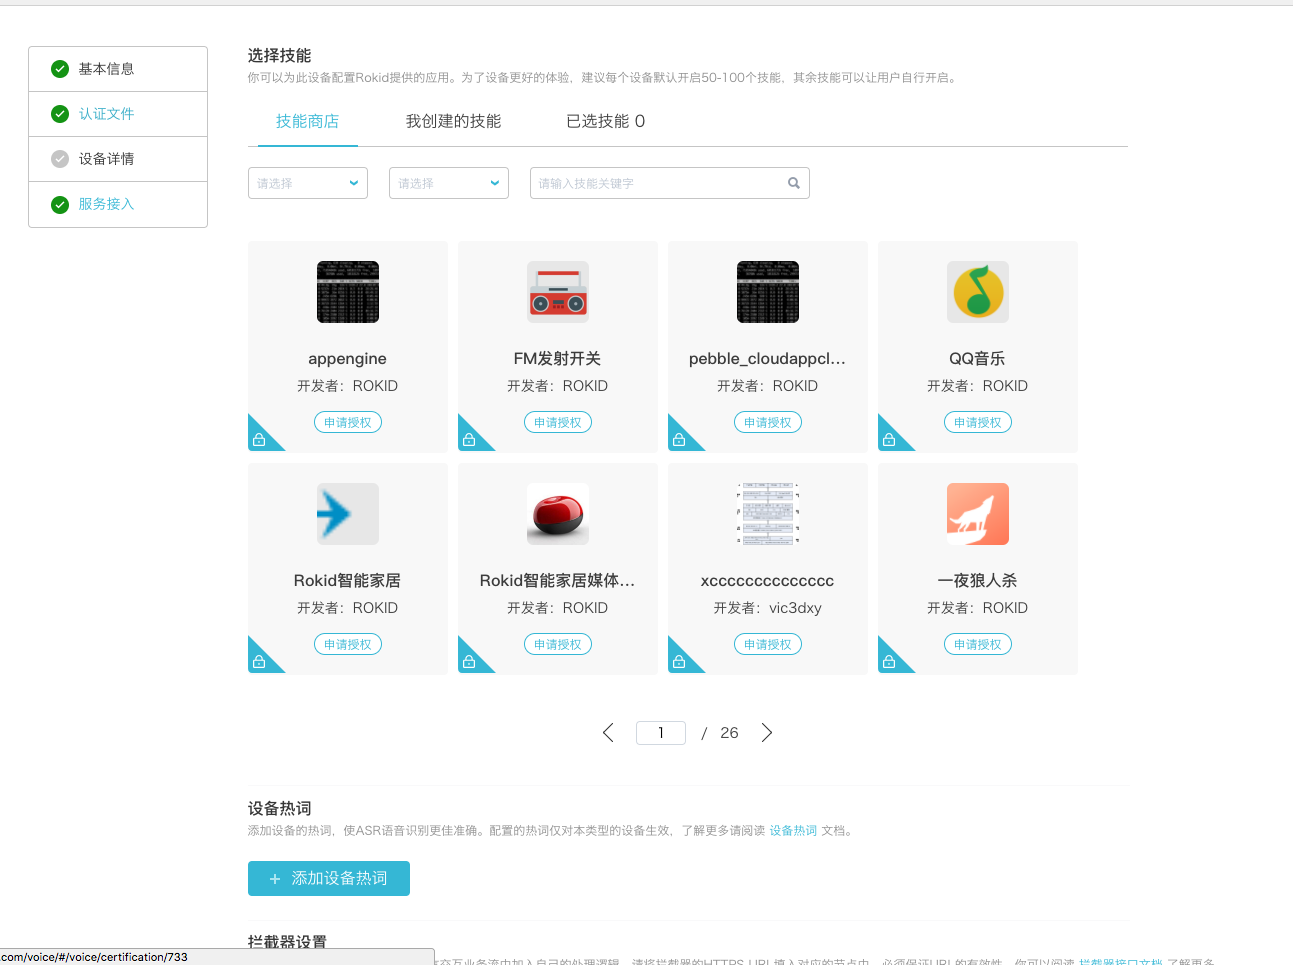 基本信息
认证文件
设备详情
服务接入
选择技能
你可以为此设备配置Rokid提供的应用。为了设备更好的体验，建议每个设备默认开启50-100个技能，其余技能可以让用户自行开启。
技能商店 我创建的技能 已选技能 0
请选择 请选择 请输入技能关键字
appengine FM发射开关 pebble_cloudappcl... QQ音乐
开发者：ROKID 开发者：ROKID 开发者：ROKID 开发者：ROKID
申请授权 申请授权 申请授权 申请授权
Rokid智能家居 Rokid智能家居媒体... xcccccccccccccc 一夜狼人杀
开发者：ROKID 开发者：ROKID 开发者：vic3dxy 开发者：ROKID
申请授权 申请授权 申请授权 申请授权
1 / 26
设备热词
添加设备的热词，使ASR语音识别更佳准确。配置的热词仅对本类型的设备生效，了解更多请阅读 设备热词 文档。
+ 添加设备热词
拦截器设置
交互业务流中加入自己的处理逻辑，请将拦截器的HTTPS URL填入对应的节点中，必须保证URL的有效性。你可以阅读 拦截器接口文档 了解更多
.com/voice/#/voice/certification/733